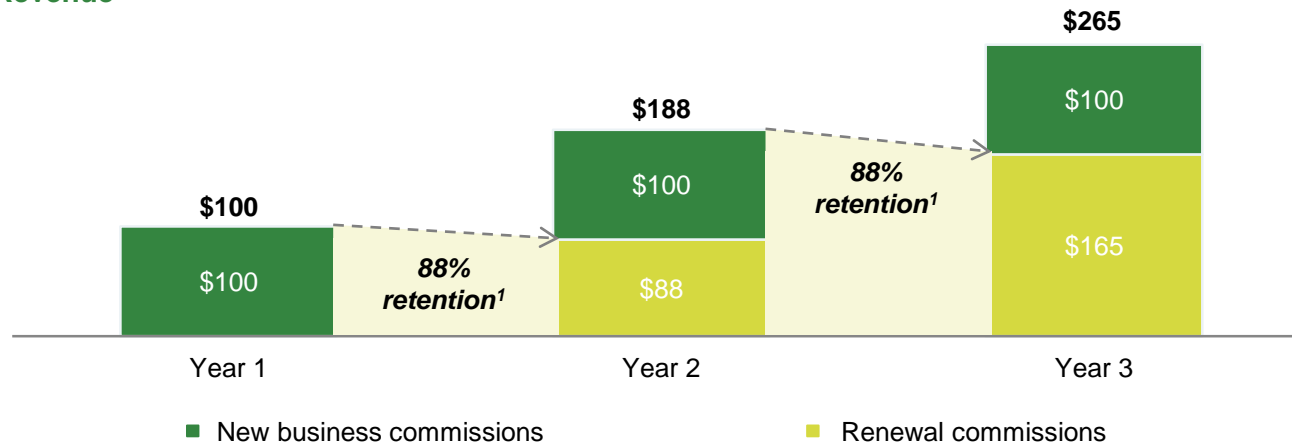 $265
$100
$188
$100
88%
retention1
$100
$165
88%
retention1
$100
$88
Year 1
Year 2
Year 3
New business commissions
Renewal commissions